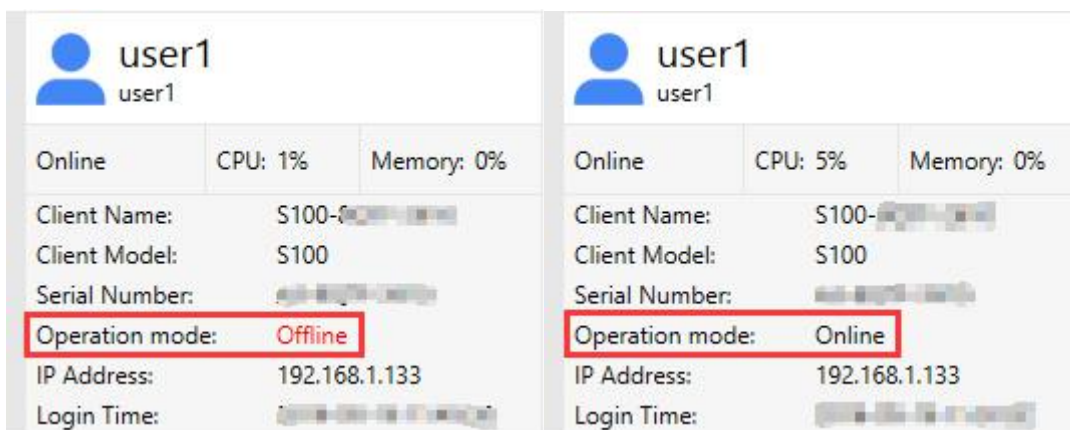 user1
user1
Online CPU: 1% Memory: 0%
Client Name: S100-
Client Model: S100
Serial Number:
Operation mode: Offline
IP Address: 192.168.1.133
Login Time:
user1
user1
Online CPU: 5% Memory: 0%
Client Name: S100-
Client Model: S100
Serial Number:
Operation mode: Online
IP Address: 192.168.1.133
Login Time: